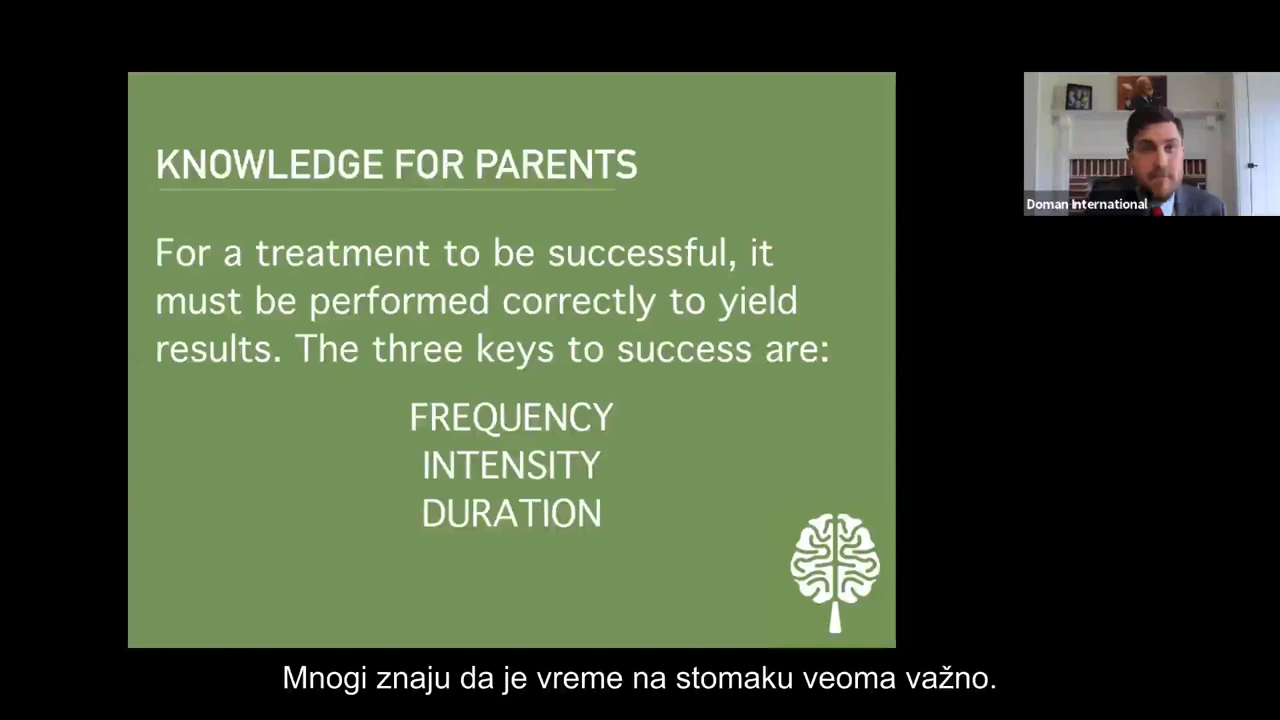 KNOWLEDGE FOR PARENTS
For a treatment to be successful, it
must be performed correctly to yield
results. The three keys to success are:
FREQUENCY
INTENSITY
DURATION
Doman International
Mnogi znaju da je vreme na stomaku veoma važno.